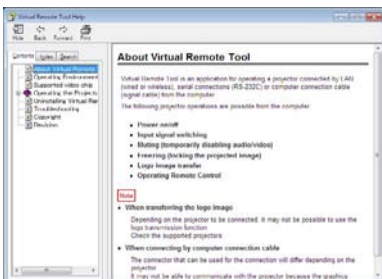 Virtual Remote Tool Help
Hide Back Forward Print
Contents Index Search
About Virtual Remote
Operating Environment
Supported video chip
Operating the Projecto
Uninstalling Virtual Rer
Troubleshooting
Copyright
Revision
About Virtual Remote Tool
Virtual Remote Tool is an application for operating a projector connected by LAN
(wired or wireless), serial connections (RS-232C) or computer connection cable
(signal cable) from the computer
The following projector operations are possible from the computer
• Power on/off
• Input signal switching
• Muting (temporarily disabling audio/video)
• Freezing (locking the projected image)
• Logo Image transfer
• Operating Remote Control
Note
• When transferring the logo image
Depending on the projector to be connected, it may not be possible to use the
logo transmission function
Check the supported projectors
• When connecting by computer connection cable
The connector that can be used for the connection will differ depending on the
projector
It may not be able to communicate with the projector because the graphics